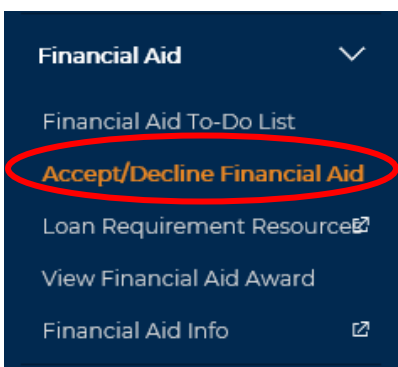 Financial Aid
Financial Aid To-Do List
Accept/Decline Financial Aid
Loan Requirement Resources
View Financial Aid Award
Financial Aid Info